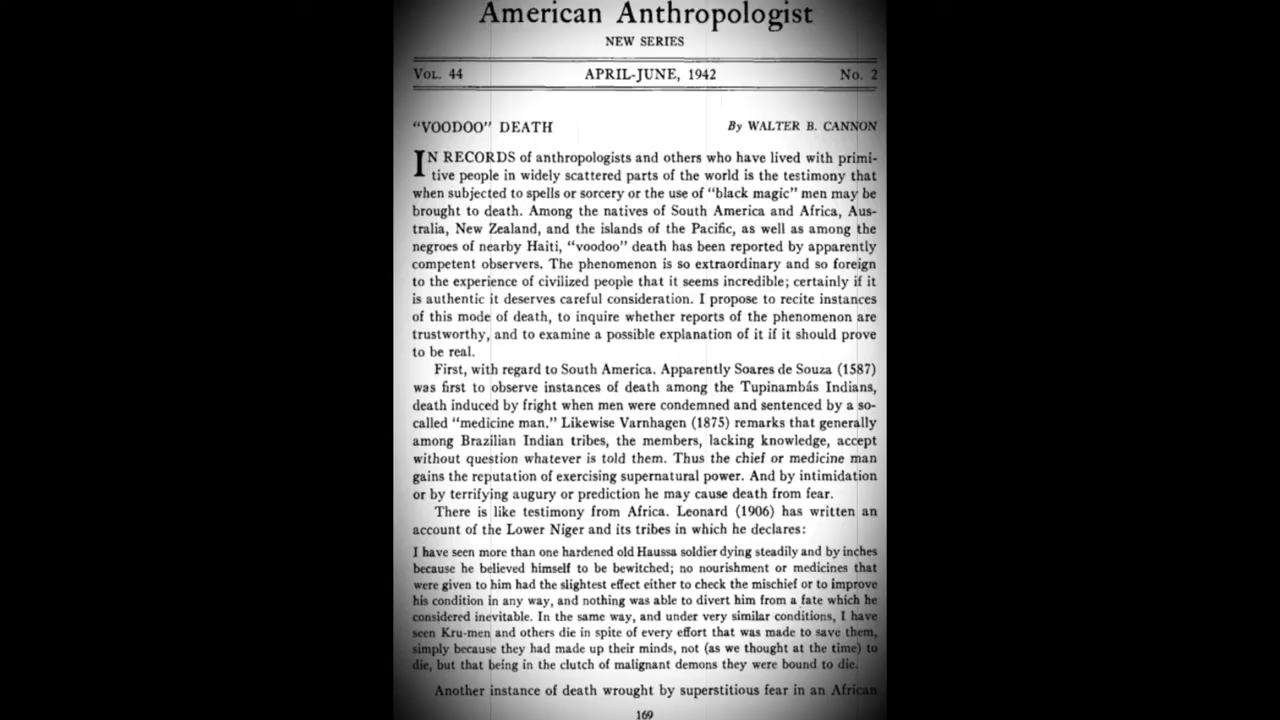 American Anthropologist
NEW SERIES
VOL. 44 APRIL-JUNE, 1942 No. 2
"VOODOO" DEATH By WALTER B. CANNON
IN RECORDS of anthropologists and others who have lived with primi-
tive people in widely scattered parts of the world is the testimony that
when subjected to spells or sorcery or the use of "black magic" men may be
brought to death. Among the natives of South America and Africa, Aus-
tralia, New Zealand, and the islands of the Pacific, as well as among the
negroes of nearby Haiti, "voodoo" death has been reported by apparently
competent observers. The phenomenon is so extraordinary and so foreign
to the experience of civilized people that it seems incredible; certainly if it
is authentic it deserves careful consideration. I propose to recite instances
of this mode of death, to inquire whether reports of the phenomenon are
trustworthy, and to examine a possible explanation of it if it should prove
to be real.
First, with regard to South America. Apparently Soares de Souza (1587)
was first to observe instances of death among the Tupinambás Indians,
death induced by fright when men were condemned and sentenced by a so-
called "medicine man." Likewise Varnhagen (1875) remarks that generally
among Brazilian Indian tribes, the members, lacking knowledge, accept
without question whatever is told them. Thus the chief or medicine man
gains the reputation of exercising supernatural power. And by intimidation
or by terrifying augury or prediction he may cause death from fear.
There is like testimony from Africa. Leonard (1906) has written an
account of the Lower Niger and its tribes in which he declares:
I have seen more than one hardened old Haussa soldier dying steadily and by inches
because he believed himself to be bewitched; no nourishment or medicines that
were given to him had the slightest effect either to check the mischief or to improve
his condition in any way, and nothing was able to divert him from a fate which he
considered inevitable. In the same way, and under very similar conditions, I have
seen Kru-men and others die in spite of every effort that was made to save them,
simply because they had made up their minds, not (as we thought at the time) to
die, but that being in the clutch of malignant demons they were bound to die.
Another instance of death wrought by superstitious fear in an African
169